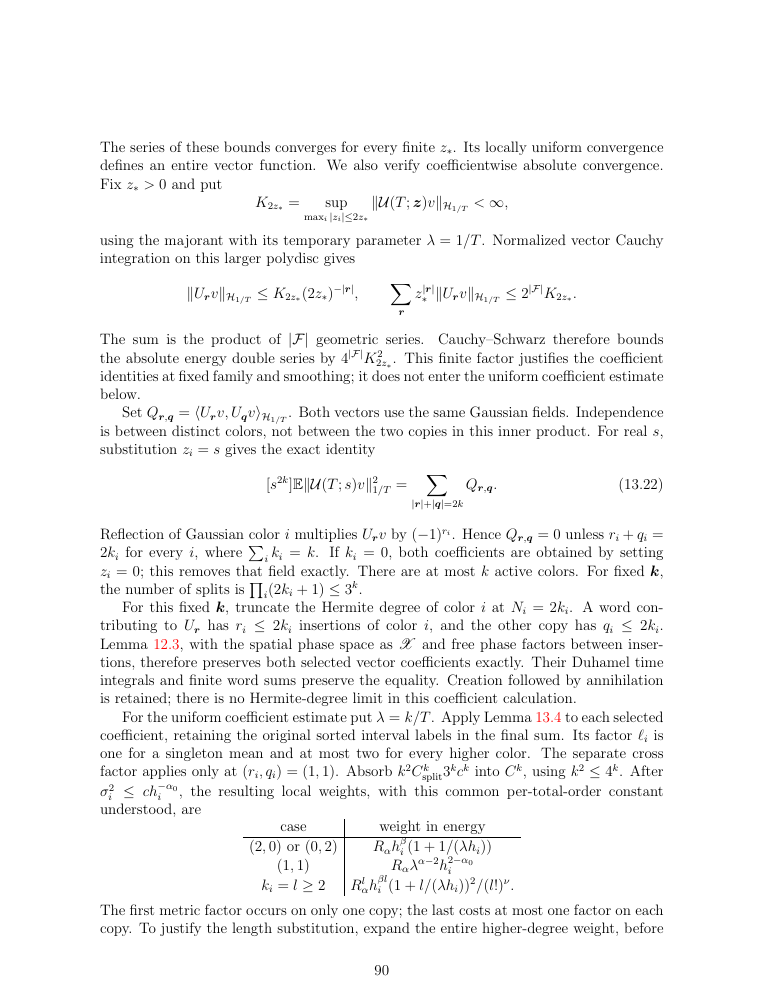 The series of these bounds converges for every finite z∗. Its locally uniform convergence
defines an entire vector function. We also verify coefficientwise absolute convergence.
Fix z∗ > 0 and put
K_{2z∗} = sup_{max_i |z_i|≤2z∗} ‖𝒰(T; 𝒛)v‖_{ℋ_{1/T}} < ∞,
using the majorant with its temporary parameter λ = 1/T. Normalized vector Cauchy
integration on this larger polydisc gives
‖U_𝒓 v‖_{ℋ_{1/T}} ≤ K_{2z∗}(2z∗)^{−|𝒓|}, ∑_𝒓 z∗^{|𝒓|}‖U_𝒓 v‖_{ℋ_{1/T}} ≤ 2^{|ℱ|}K_{2z∗}.
The sum is the product of |ℱ| geometric series. Cauchy–Schwarz therefore bounds
the absolute energy double series by 4^{|ℱ|}K²_{2z∗}. This finite factor justifies the coefficient
identities at fixed family and smoothing; it does not enter the uniform coefficient estimate
below.
Set Q_{𝒓,𝒒} = ⟨U_𝒓 v, U_𝒒 v⟩_{ℋ_{1/T}}. Both vectors use the same Gaussian fields. Independence
is between distinct colors, not between the two copies in this inner product. For real s,
substitution z_i = s gives the exact identity
[s^{2k}]𝔼‖𝒰(T; s)v‖²_{1/T} = ∑_{|𝒓|+|𝒒|=2k} Q_{𝒓,𝒒}. (13.22)
Reflection of Gaussian color i multiplies U_𝒓 v by (−1)^{r_i}. Hence Q_{𝒓,𝒒} = 0 unless r_i + q_i =
2k_i for every i, where ∑_i k_i = k. If k_i = 0, both coefficients are obtained by setting
z_i = 0; this removes that field exactly. There are at most k active colors. For fixed 𝒌,
the number of splits is ∏_i(2k_i + 1) ≤ 3^k.
For this fixed 𝒌, truncate the Hermite degree of color i at N_i = 2k_i. A word con-
tributing to U_𝒓 has r_i ≤ 2k_i insertions of color i, and the other copy has q_i ≤ 2k_i.
Lemma 12.3, with the spatial phase space as 𝒳 and free phase factors between inser-
tions, therefore preserves both selected vector coefficients exactly. Their Duhamel time
integrals and finite word sums preserve the equality. Creation followed by annihilation
is retained; there is no Hermite-degree limit in this coefficient calculation.
For the uniform coefficient estimate put λ = k/T. Apply Lemma 13.4 to each selected
coefficient, retaining the original sorted interval labels in the final sum. Its factor ℓ_i is
one for a singleton mean and at most two for every higher color. The separate cross
factor applies only at (r_i, q_i) = (1, 1). Absorb k²C^k_{split}3^k c^k into C^k, using k² ≤ 4^k. After
σ_i² ≤ ch_i^{−α_0}, the resulting local weights, with this common per-total-order constant
understood, are
case weight in energy
(2, 0) or (0, 2) R_α h_i^β(1 + 1/(λh_i))
(1, 1) R_α λ^{α−2}h_i^{2−α_0}
k_i = l ≥ 2 R_α^l h_i^{βl}(1 + l/(λh_i))²/(l!)^ν.
The first metric factor occurs on only one copy; the last costs at most one factor on each
copy. To justify the length substitution, expand the entire higher-degree weight, before
90